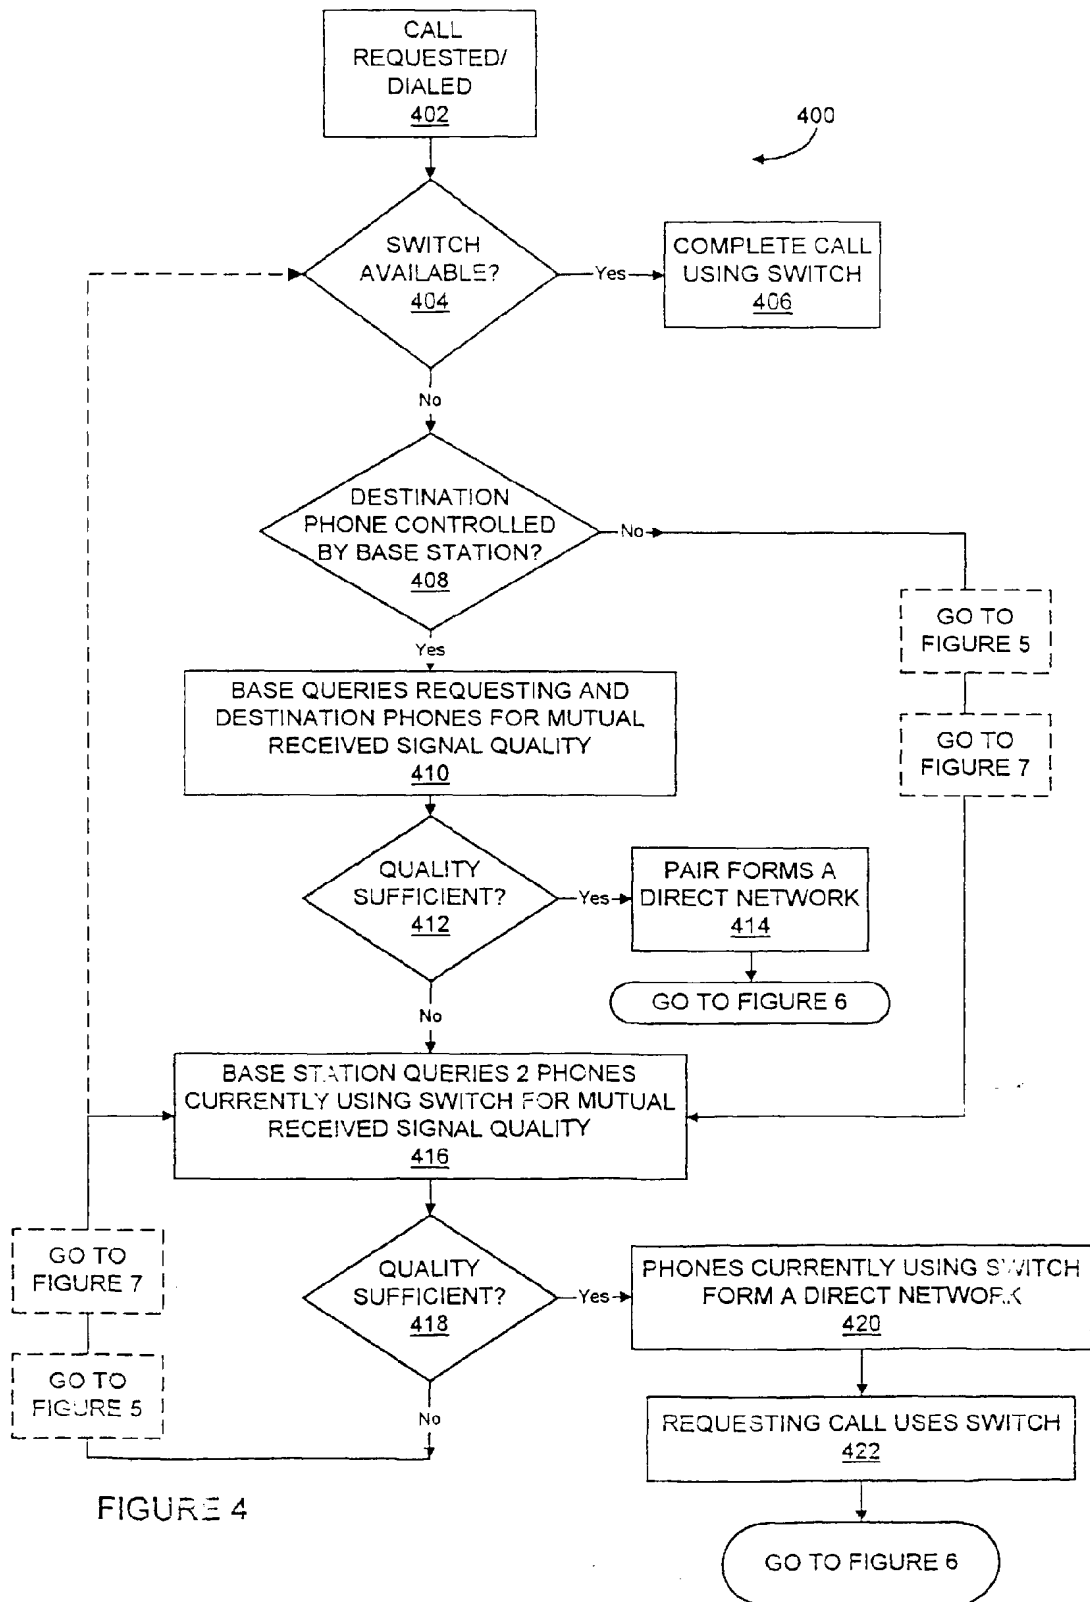 CALL
REQUESTED/
DIALED
402
400
SWITCH
AVAILABLE?
404
Yes
COMPLETE CALL
USING SWITCH
406
No
DESTINATION
PHONE CONTROLLED
BY BASE STATION?
408
No
GO TO
FIGURE 5
GO TO
FIGURE 7
Yes
BASE QUERIES REQUESTING AND
DESTINATION PHONES FOR MUTUAL
RECEIVED SIGNAL QUALITY
410
QUALITY
SUFFICIENT?
412
Yes
PAIR FORMS A
DIRECT NETWORK
414
GO TO FIGURE 6
No
BASE STATION QUERIES 2 PHONES
CURRENTLY USING SWITCH FOR MUTUAL
RECEIVED SIGNAL QUALITY
416
QUALITY
SUFFICIENT?
418
Yes
PHONES CURRENTLY USING SWITCH
FORM A DIRECT NETWORK
420
REQUESTING CALL USES SWITCH
422
GO TO FIGURE 6
No
GO TO
FIGURE 7
GO TO
FIGURE 5
FIGURE 4